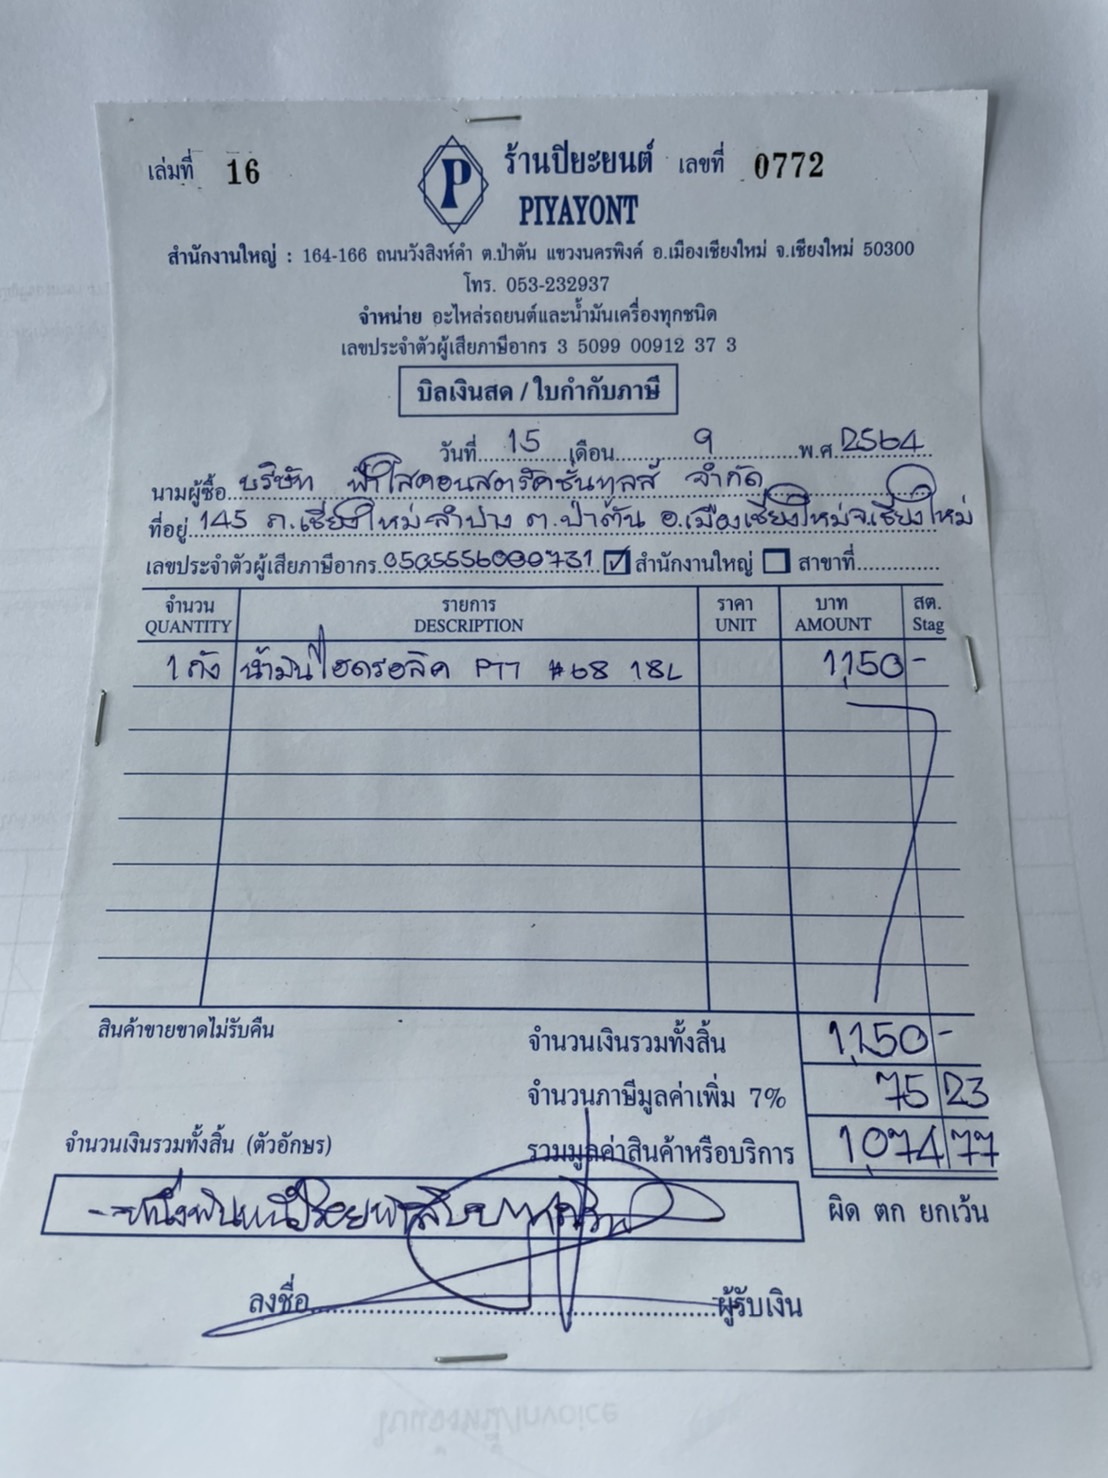 เล่มที่ 16 ร้านปิยะยนต์ เลขที่ 0772
P PIYAYONT
สำนักงานใหญ่ : 164-166 ถนนวังสิงห์คำ ต.ป่าตัน แขวงนครพิงค์ อ.เมืองเชียงใหม่ จ.เชียงใหม่ 50300
โทร. 053-232937
จำหน่าย อะไหล่รถยนต์และน้ำมันเครื่องทุกชนิด
เลขประจำตัวผู้เสียภาษีอากร 3 5099 00912 37 3
บิลเงินสด / ใบกำกับภาษี
วันที่ 15 เดือน 9 พ.ศ. 2564
นามผู้ซื้อ บริษัท ฟ้าใสคอนสตรัคชั่นทูลส์ จำกัด
ที่อยู่ 145 ถ.เชียงใหม่-ลำปาง ต.ป่าตัน อ.เมืองเชียงใหม่ จ.เชียงใหม่
เลขประจำตัวผู้เสียภาษีอากร 0505556000731 ☑ สำนักงานใหญ่ ☐ สาขาที่
จำนวน รายการ ราคา บาท สต.
QUANTITY DESCRIPTION UNIT AMOUNT Stag
1 ถัง น้ำมันไฮดรอลิค PTT #68 18L 1,150 -
สินค้าขายขาดไม่รับคืน จำนวนเงินรวมทั้งสิ้น 1,150 -
จำนวนภาษีมูลค่าเพิ่ม 7% 75 23
จำนวนเงินรวมทั้งสิ้น (ตัวอักษร) รวมมูลค่าสินค้าหรือบริการ 1,074 77
-หนึ่งพันหนึ่งร้อยห้าสิบบาทถ้วน ผิด ตก ยกเว้น
ลงชื่อ ผู้รับเงิน